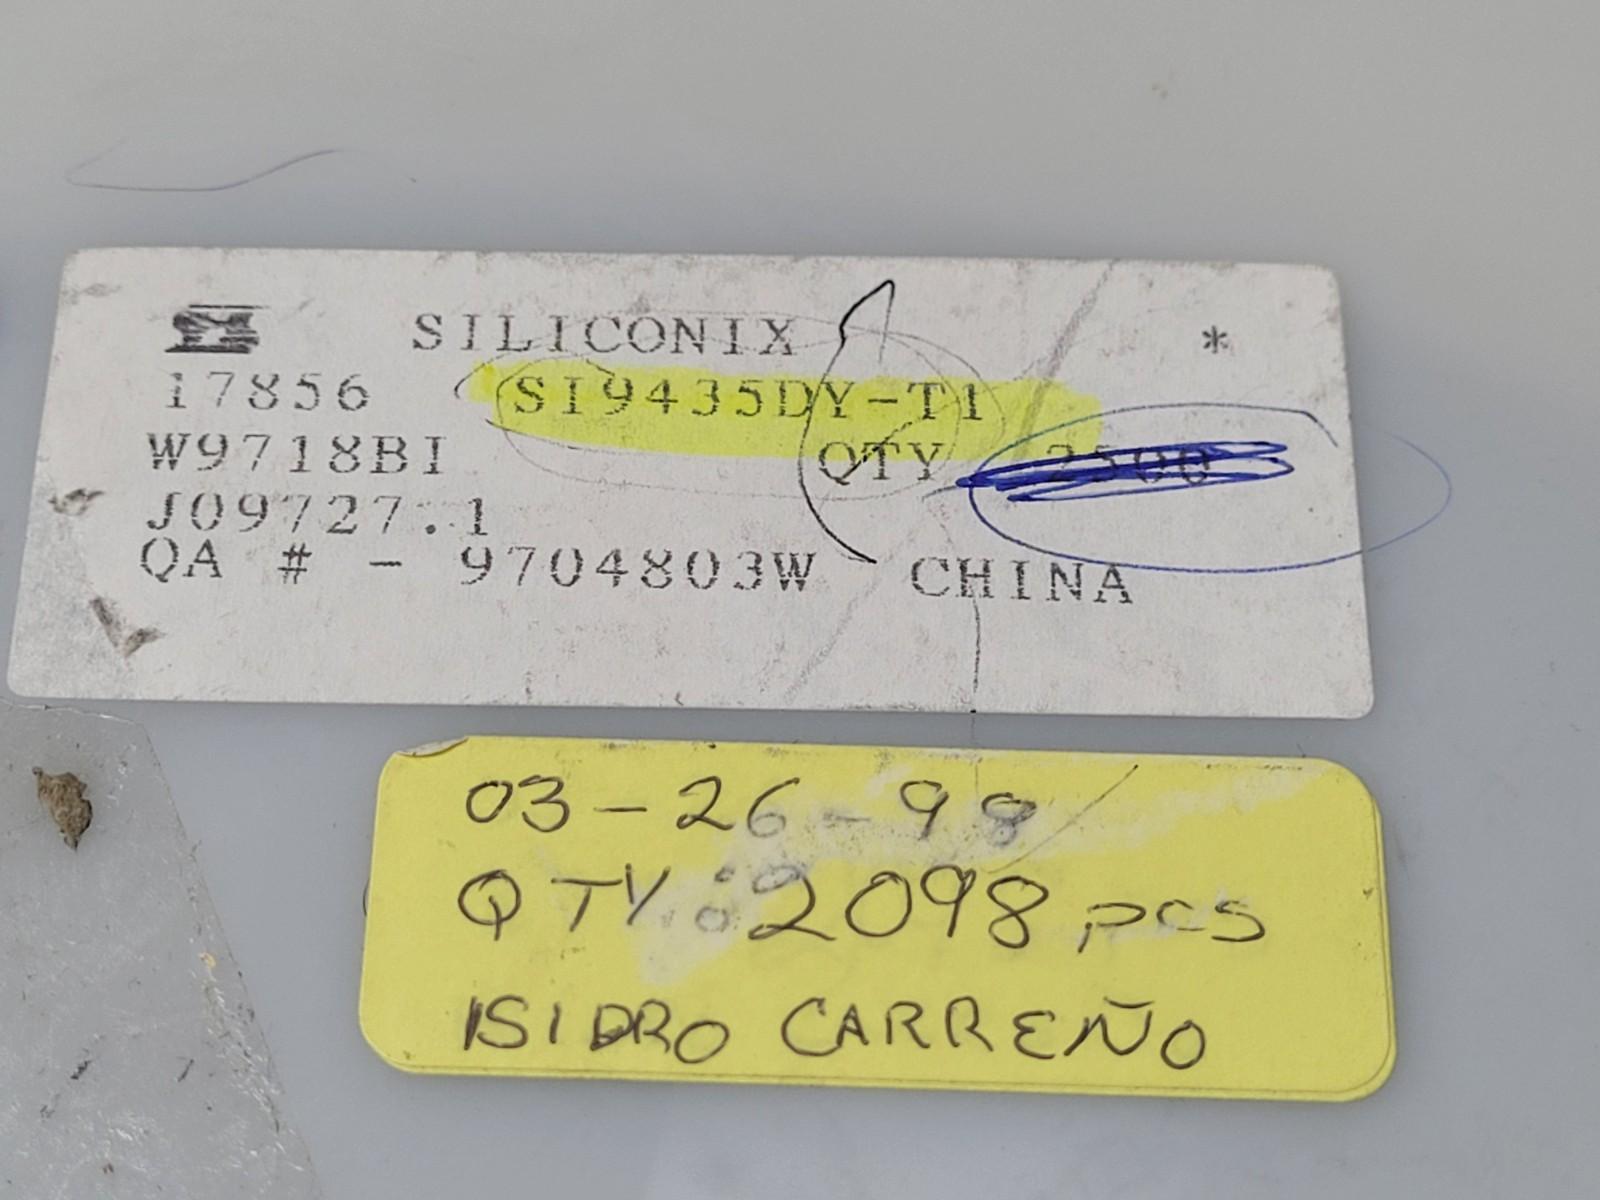 SILICONIX *
17856 SI9435DY-T1
W9718BI QTY 2500
J09727.1
QA # - 9704803W CHINA
03-26-98
QTY: 2098 pcs
ISIDRO CARREÑO